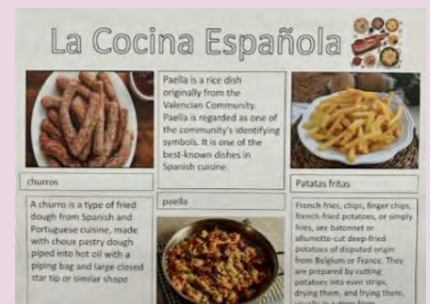 La Cocina Española
Paella is a rice dish
originally from the
Valencian Community.
Paella is regarded as one of
the community's identifying
symbols. It is one of the
best-known dishes in
Spanish cuisine.
churros
paella
Patatas fritas
A churro is a type of fried
dough from Spanish and
Portuguese cuisine, made
with choux pastry dough
piped into hot oil with a
piping bag and large closed
star tip or similar shape
French fries, chips, finger chips,
french-fried potatoes, or simply
fries, are batonnet or
allumette-cut deep-fried
potatoes of disputed origin
from Belgium or France. They
are prepared by cutting
potatoes into even strips,
drying them, and frying them,